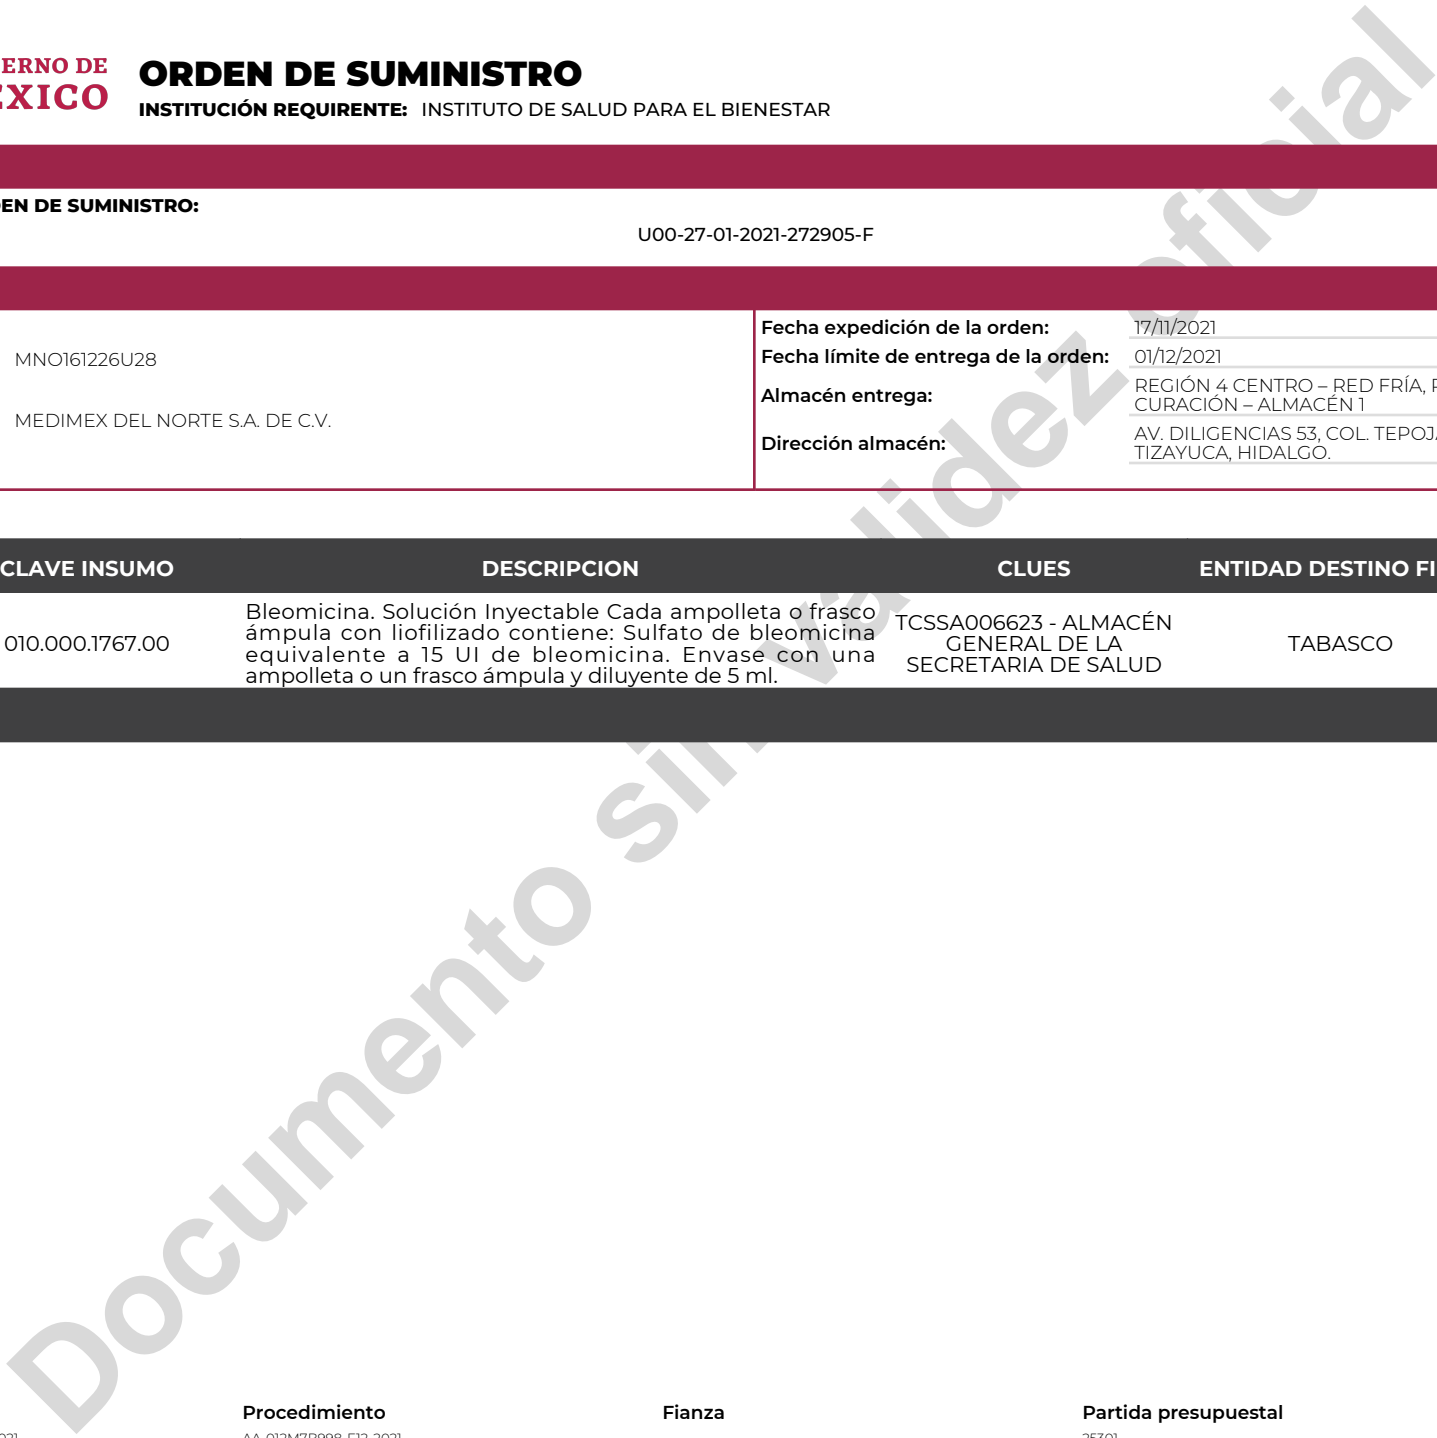 ERNO DE
ORDEN DE SUMINISTRO
XICO
INSTITUCIÓN REQUIRENTE: INSTITUTO DE SALUD PARA EL BIENESTAR
EN DE SUMINISTRO:
U00-27-01-2021-272905-F
MNO161226U28
MEDIMEX DEL NORTE S.A. DE C.V.
Fecha expedición de la orden: 17/11/2021
Fecha límite de entrega de la orden: 01/12/2021
Almacén entrega:
REGIÓN 4 CENTRO – RED FRÍA,
CURACIÓN – ALMACÉN 1
Dirección almacén:
AV. DILIGENCIAS 53, COL. TEPOJ
TIZAYUCA, HIDALGO.
CLAVE INSUMO DESCRIPCION CLUES ENTIDAD DESTINO FI
010.000.1767.00
Bleomicina. Solución Inyectable Cada ampolleta o frasco
ámpula con liofilizado contiene: Sulfato de bleomicina
equivalente a 15 UI de bleomicina. Envase con una
ampolleta o un frasco ámpula y diluyente de 5 ml.
TCSSA006623 - ALMACÉN
GENERAL DE LA
SECRETARIA DE SALUD
TABASCO
Documento sin validez oficial
Procedimiento Fianza Partida presupuestal